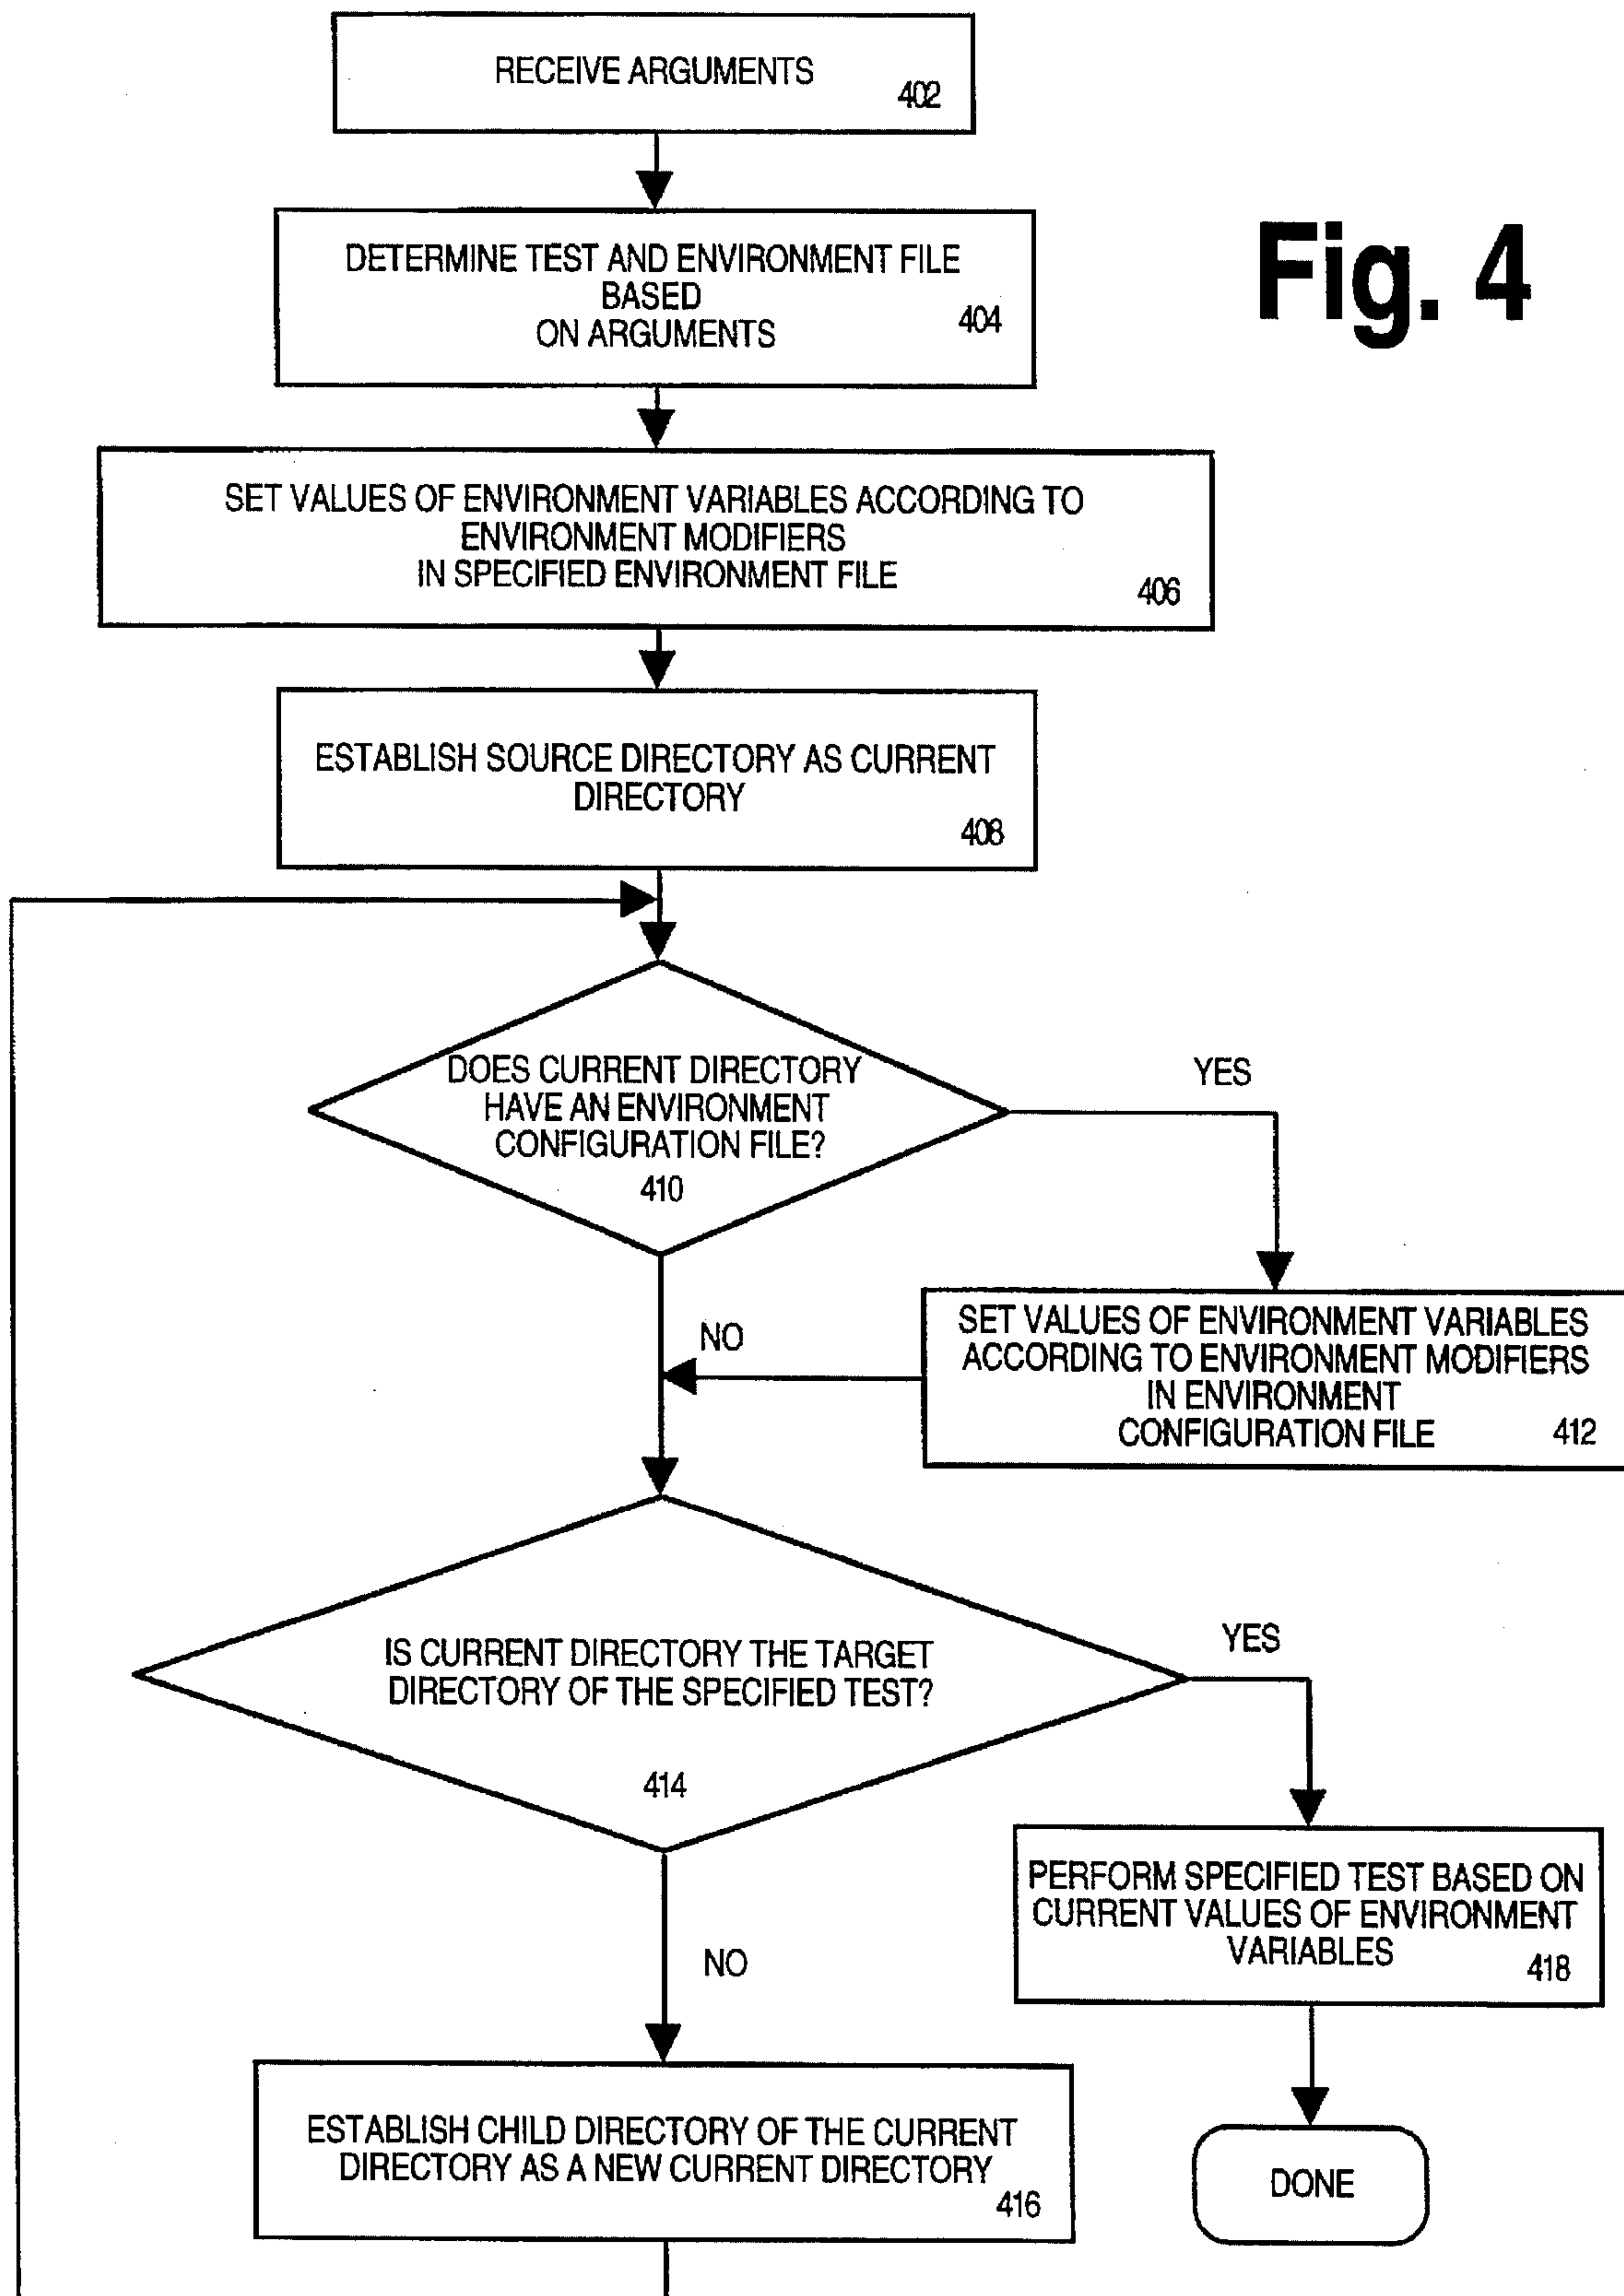 RECEIVE ARGUMENTS
402
Fig. 4
DETERMINE TEST AND ENVIRONMENT FILE
BASED
ON ARGUMENTS
404
SET VALUES OF ENVIRONMENT VARIABLES ACCORDING TO
ENVIRONMENT MODIFIERS
IN SPECIFIED ENVIRONMENT FILE
406
ESTABLISH SOURCE DIRECTORY AS CURRENT
DIRECTORY
408
DOES CURRENT DIRECTORY
HAVE AN ENVIRONMENT
CONFIGURATION FILE?
410
YES
NO
SET VALUES OF ENVIRONMENT VARIABLES
ACCORDING TO ENVIRONMENT MODIFIERS
IN ENVIRONMENT
CONFIGURATION FILE
412
IS CURRENT DIRECTORY THE TARGET
DIRECTORY OF THE SPECIFIED TEST?
414
YES
PERFORM SPECIFIED TEST BASED ON
CURRENT VALUES OF ENVIRONMENT
VARIABLES
418
NO
ESTABLISH CHILD DIRECTORY OF THE CURRENT
DIRECTORY AS A NEW CURRENT DIRECTORY
416
DONE